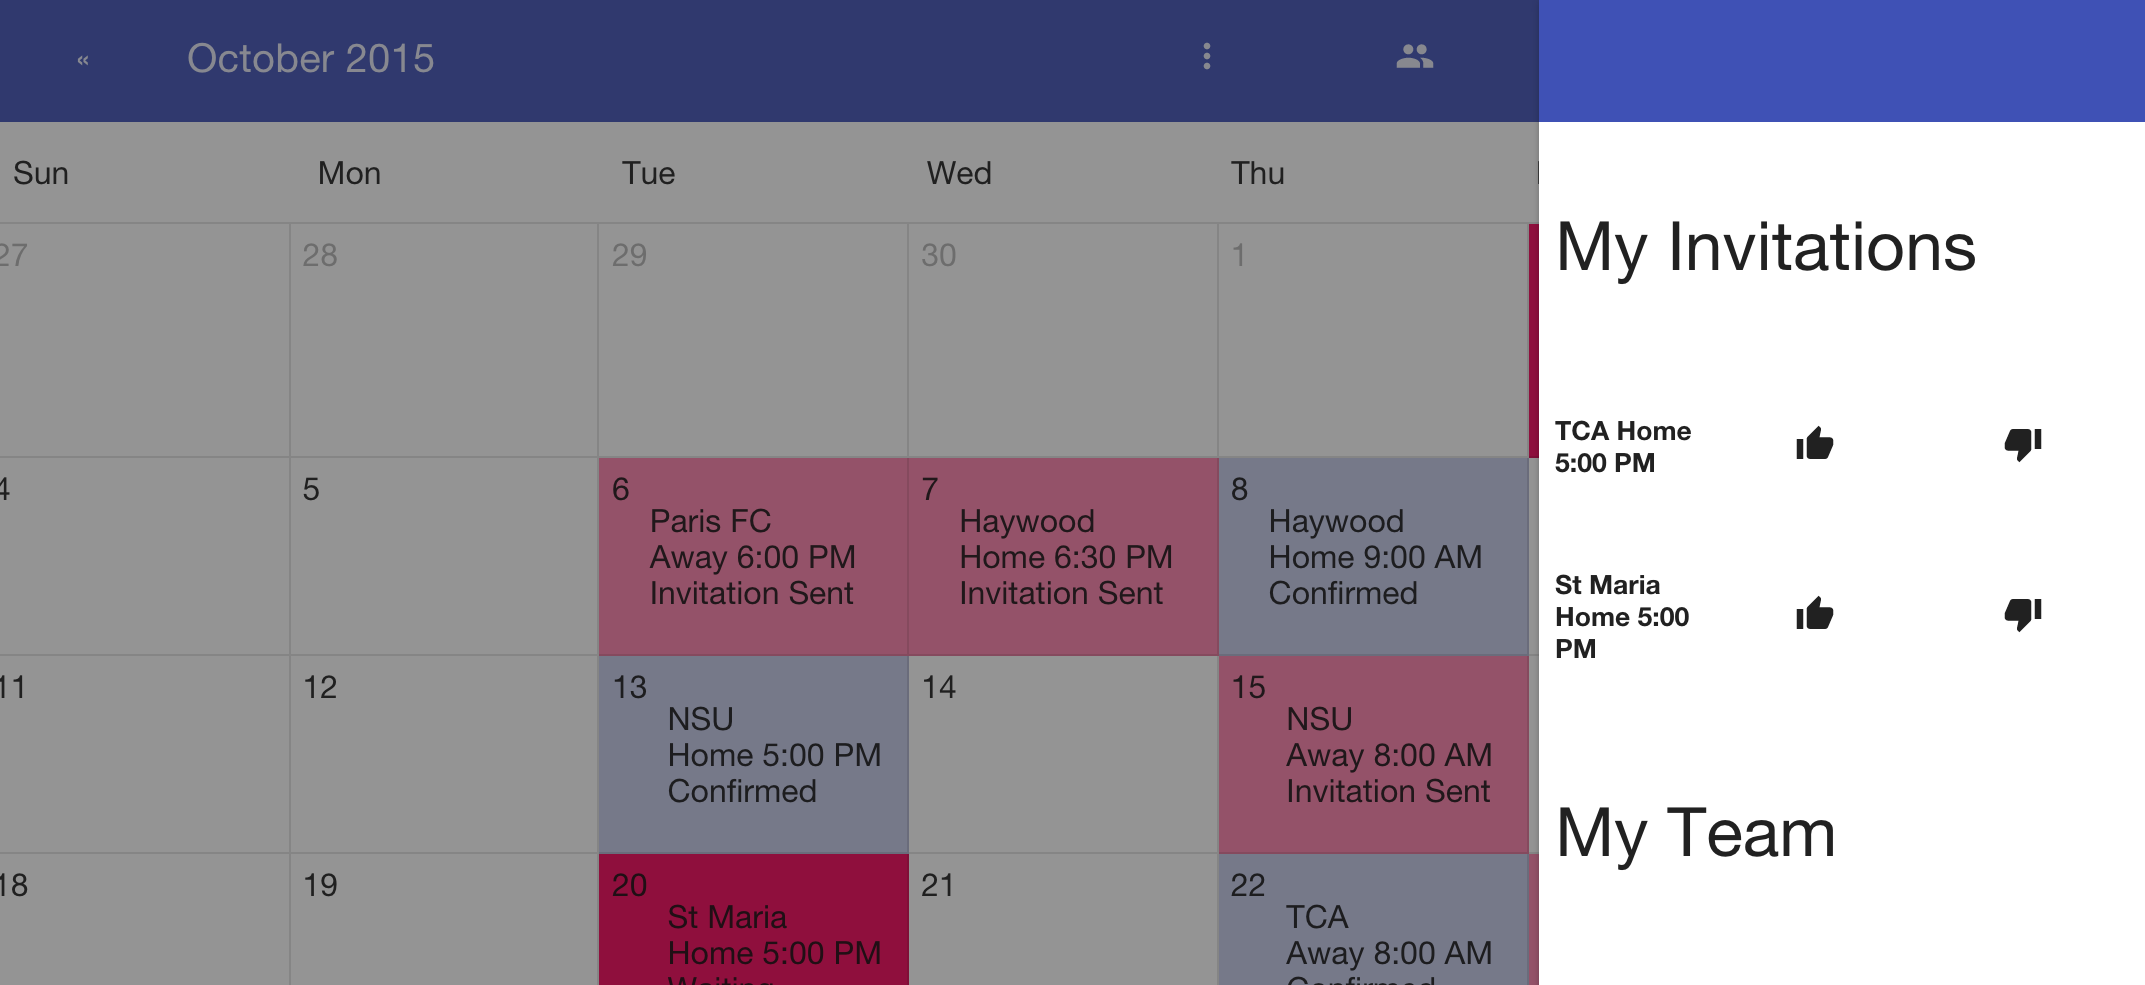 « October 2015
Sun Mon Tue Wed Thu
27 28 29 30 1
My Invitations
TCA Home
5:00 PM
4 5 6 7 8
Paris FC Haywood Haywood
Away 6:00 PM Home 6:30 PM Home 9:00 AM
Invitation Sent Invitation Sent Confirmed
St Maria
Home 5:00
PM
11 12 13 14 15
NSU NSU
Home 5:00 PM Away 8:00 AM
Confirmed Invitation Sent
My Team
18 19 20 21 22
St Maria TCA
Home 5:00 PM Away 8:00 AM
Waiting Confirmed